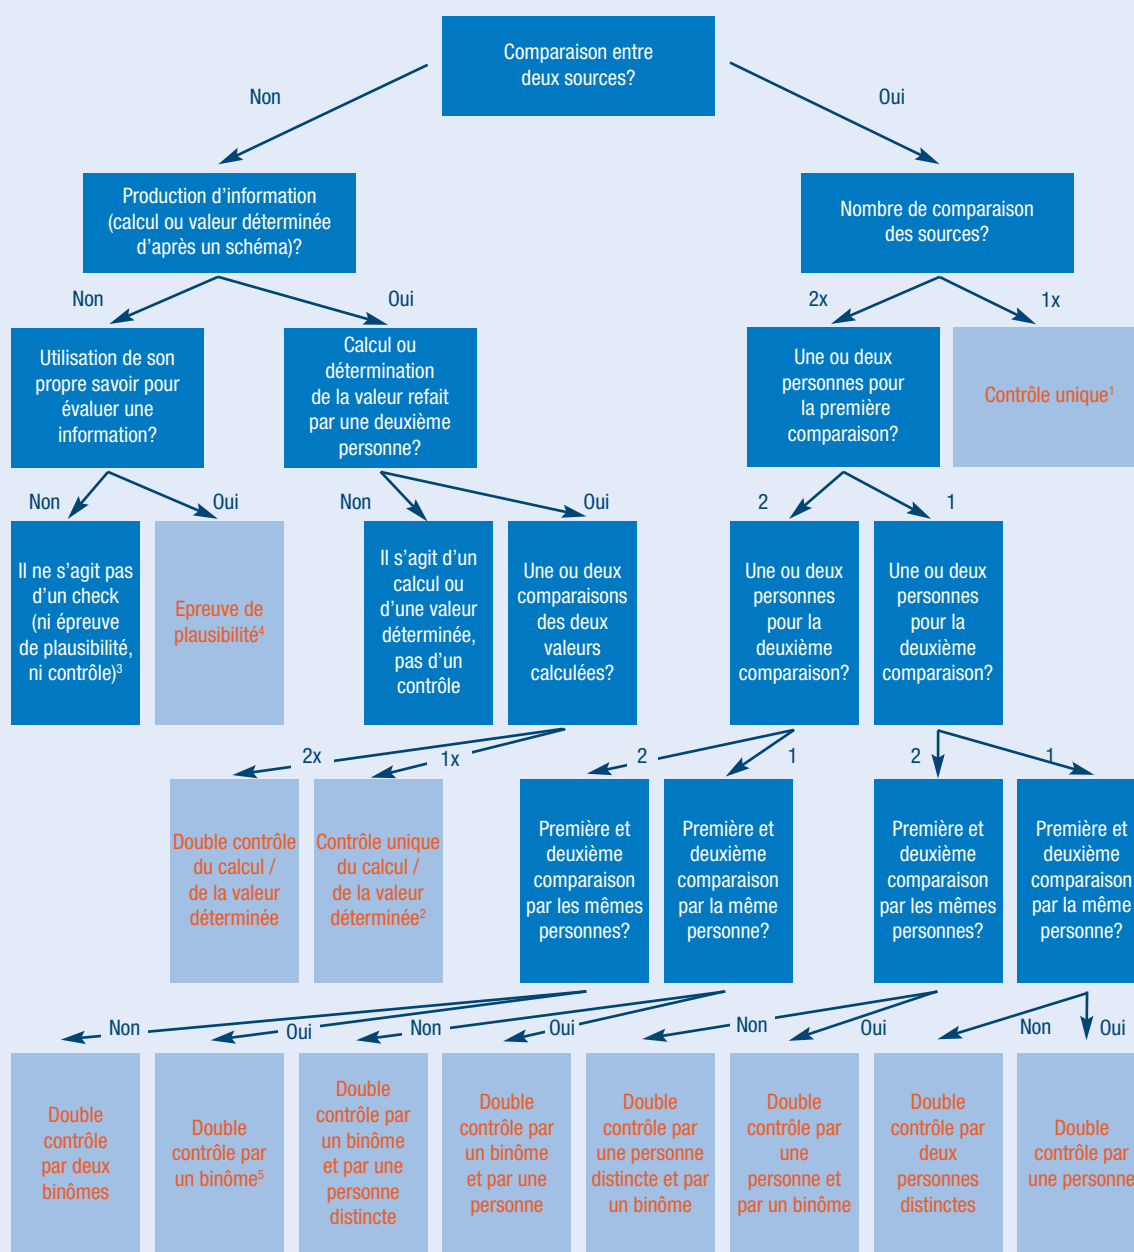 Comparaison entre
deux sources?
Non
Oui
Production d'information
(calcul ou valeur déterminée
d'après un schéma)?
Nombre de comparaison
des sources?
Non
Oui
2x
1x
Utilisation de son
propre savoir pour
évaluer une
information?
Calcul ou
détermination
de la valeur refait
par une deuxième
personne?
Une ou deux
personnes pour
la première
comparaison?
Contrôle unique¹
Non
Oui
Non
Oui
2
1
Il ne s'agit pas
d'un check
(ni épreuve
de plausibilité,
ni contrôle)³
Epreuve de
plausibilité⁴
Il s'agit d'un
calcul ou
d'une valeur
déterminée,
pas d'un
contrôle
Une ou deux
comparaisons
des deux
valeurs
calculées?
Une ou deux
personnes
pour la
deuxième
comparaison?
Une ou deux
personnes
pour la
deuxième
comparaison?
2x
1x
2
1
2
1
Double contrôle
du calcul /
de la valeur
déterminée
Contrôle unique
du calcul /
de la valeur
déterminée²
Première et
deuxième
comparaison
par les mêmes
personnes?
Première et
deuxième
comparaison
par la même
personne?
Première et
deuxième
comparaison
par les mêmes
personnes?
Première et
deuxième
comparaison
par la même
personne?
Non
Oui
Non
Oui
Non
Oui
Non
Oui
Double
contrôle
par deux
binômes
Double
contrôle par
un binôme⁵
Double
contrôle par
un binôme
et par une
personne
distincte
Double
contrôle par
un binôme
et par une
personne
Double
contrôle par
une personne
distincte et par
un binôme
Double
contrôle par
une
personne et
par un binôme
Double
contrôle par
deux
personnes
distinctes
Double
contrôle par
une personne